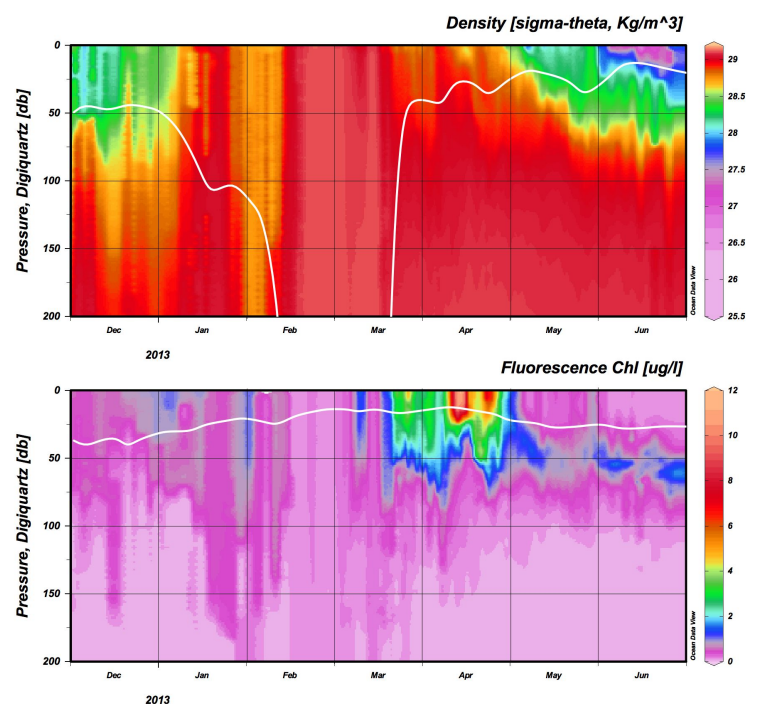 Density [sigma-theta, Kg/m^3]
Pressure, Digiquartz [db]
0
50
100
150
200
Dec
Jan
Feb
Mar
Apr
May
Jun
2013
29
28.5
28
27.5
27
26.5
26
25.5
Ocean Data View
Fluorescence Chl [ug/l]
Pressure, Digiquartz [db]
0
50
100
150
200
Dec
Jan
Feb
Mar
Apr
May
Jun
2013
12
10
8
6
4
2
0
Ocean Data View